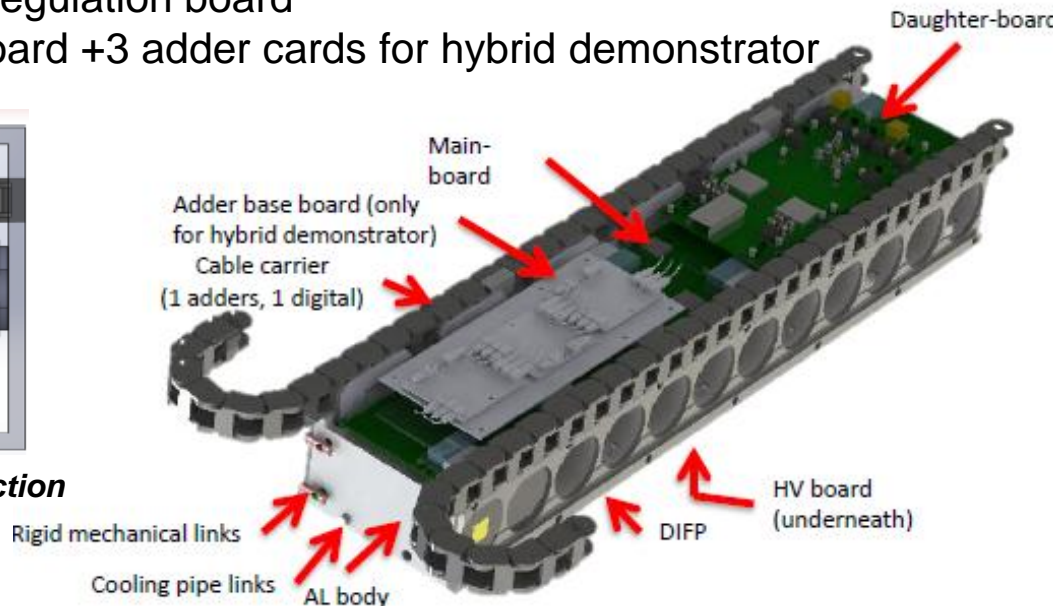 egulation board
oard +3 adder cards for hybrid demonstrator
Daughter-board
Main-
board
Adder base board (only
for hybrid demonstrator)
Cable carrier
(1 adders, 1 digital)
ction
Rigid mechanical links
Cooling pipe links
AL body
DIFP
HV board
(underneath)